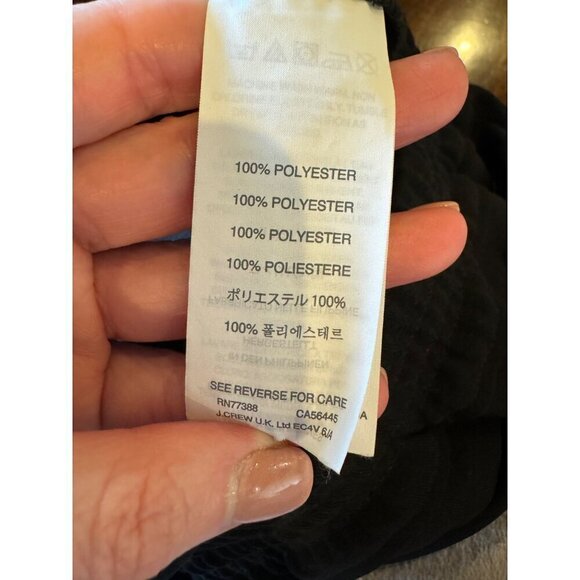 100% POLYESTER
100% POLYESTER
100% POLYESTER
100% POLIESTERE
ポリエステル 100%
100% 폴리에스테르
SEE REVERSE FOR CARE
RN77388 CA56445
J.CREW U.K. Ltd EC4V 6JA